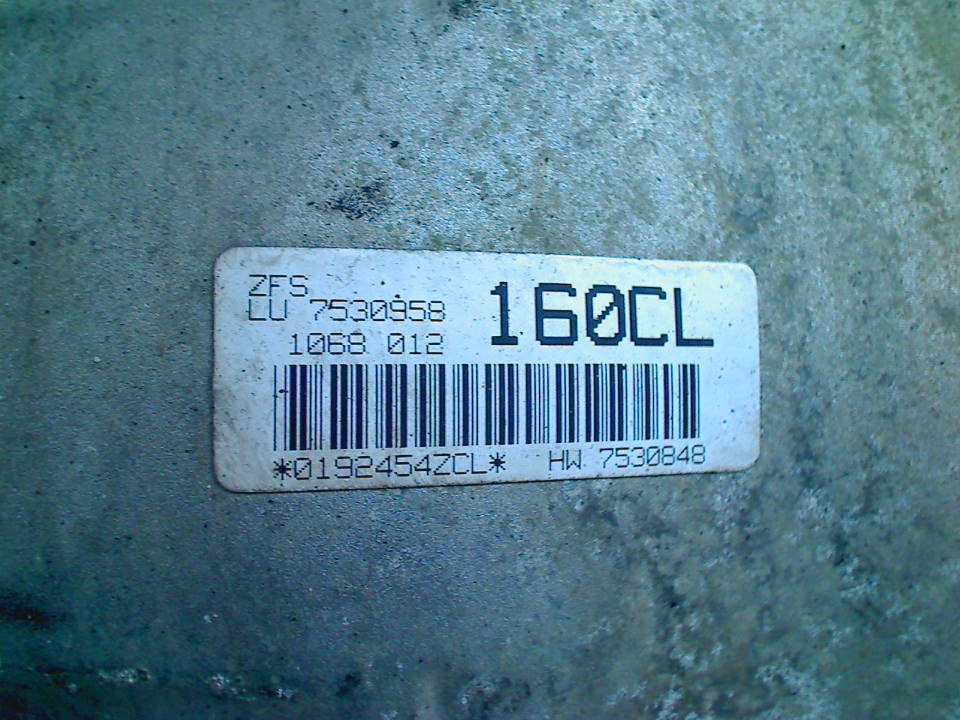 ZFS
LU 7530958
160CL
1068 012
*0192454ZCL* HW 7530848